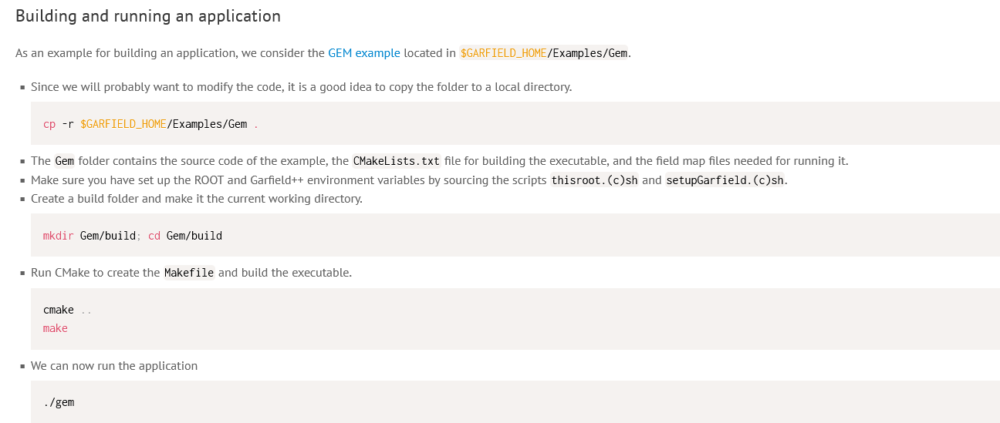 Building and running an application
As an example for building an application, we consider the GEM example located in $GARFIELD_HOME/Examples/Gem.
▪ Since we will probably want to modify the code, it is a good idea to copy the folder to a local directory.
cp -r $GARFIELD_HOME/Examples/Gem .
▪ The Gem folder contains the source code of the example, the CMakeLists.txt file for building the executable, and the field map files needed for running it.
▪ Make sure you have set up the ROOT and Garfield++ environment variables by sourcing the scripts thisroot.(c)sh and setupGarfield.(c)sh.
▪ Create a build folder and make it the current working directory.
mkdir Gem/build; cd Gem/build
▪ Run CMake to create the Makefile and build the executable.
cmake ..
make
▪ We can now run the application
./gem